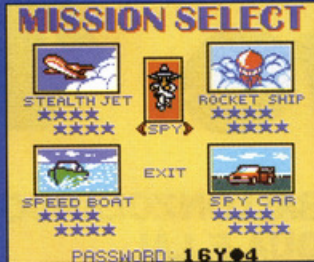 MISSION SELECT
STEALTH JET
ROCKET SHIP
SPY
EXIT
SPEED BOAT
SPY CAR
PASSWORD: 16Y●4